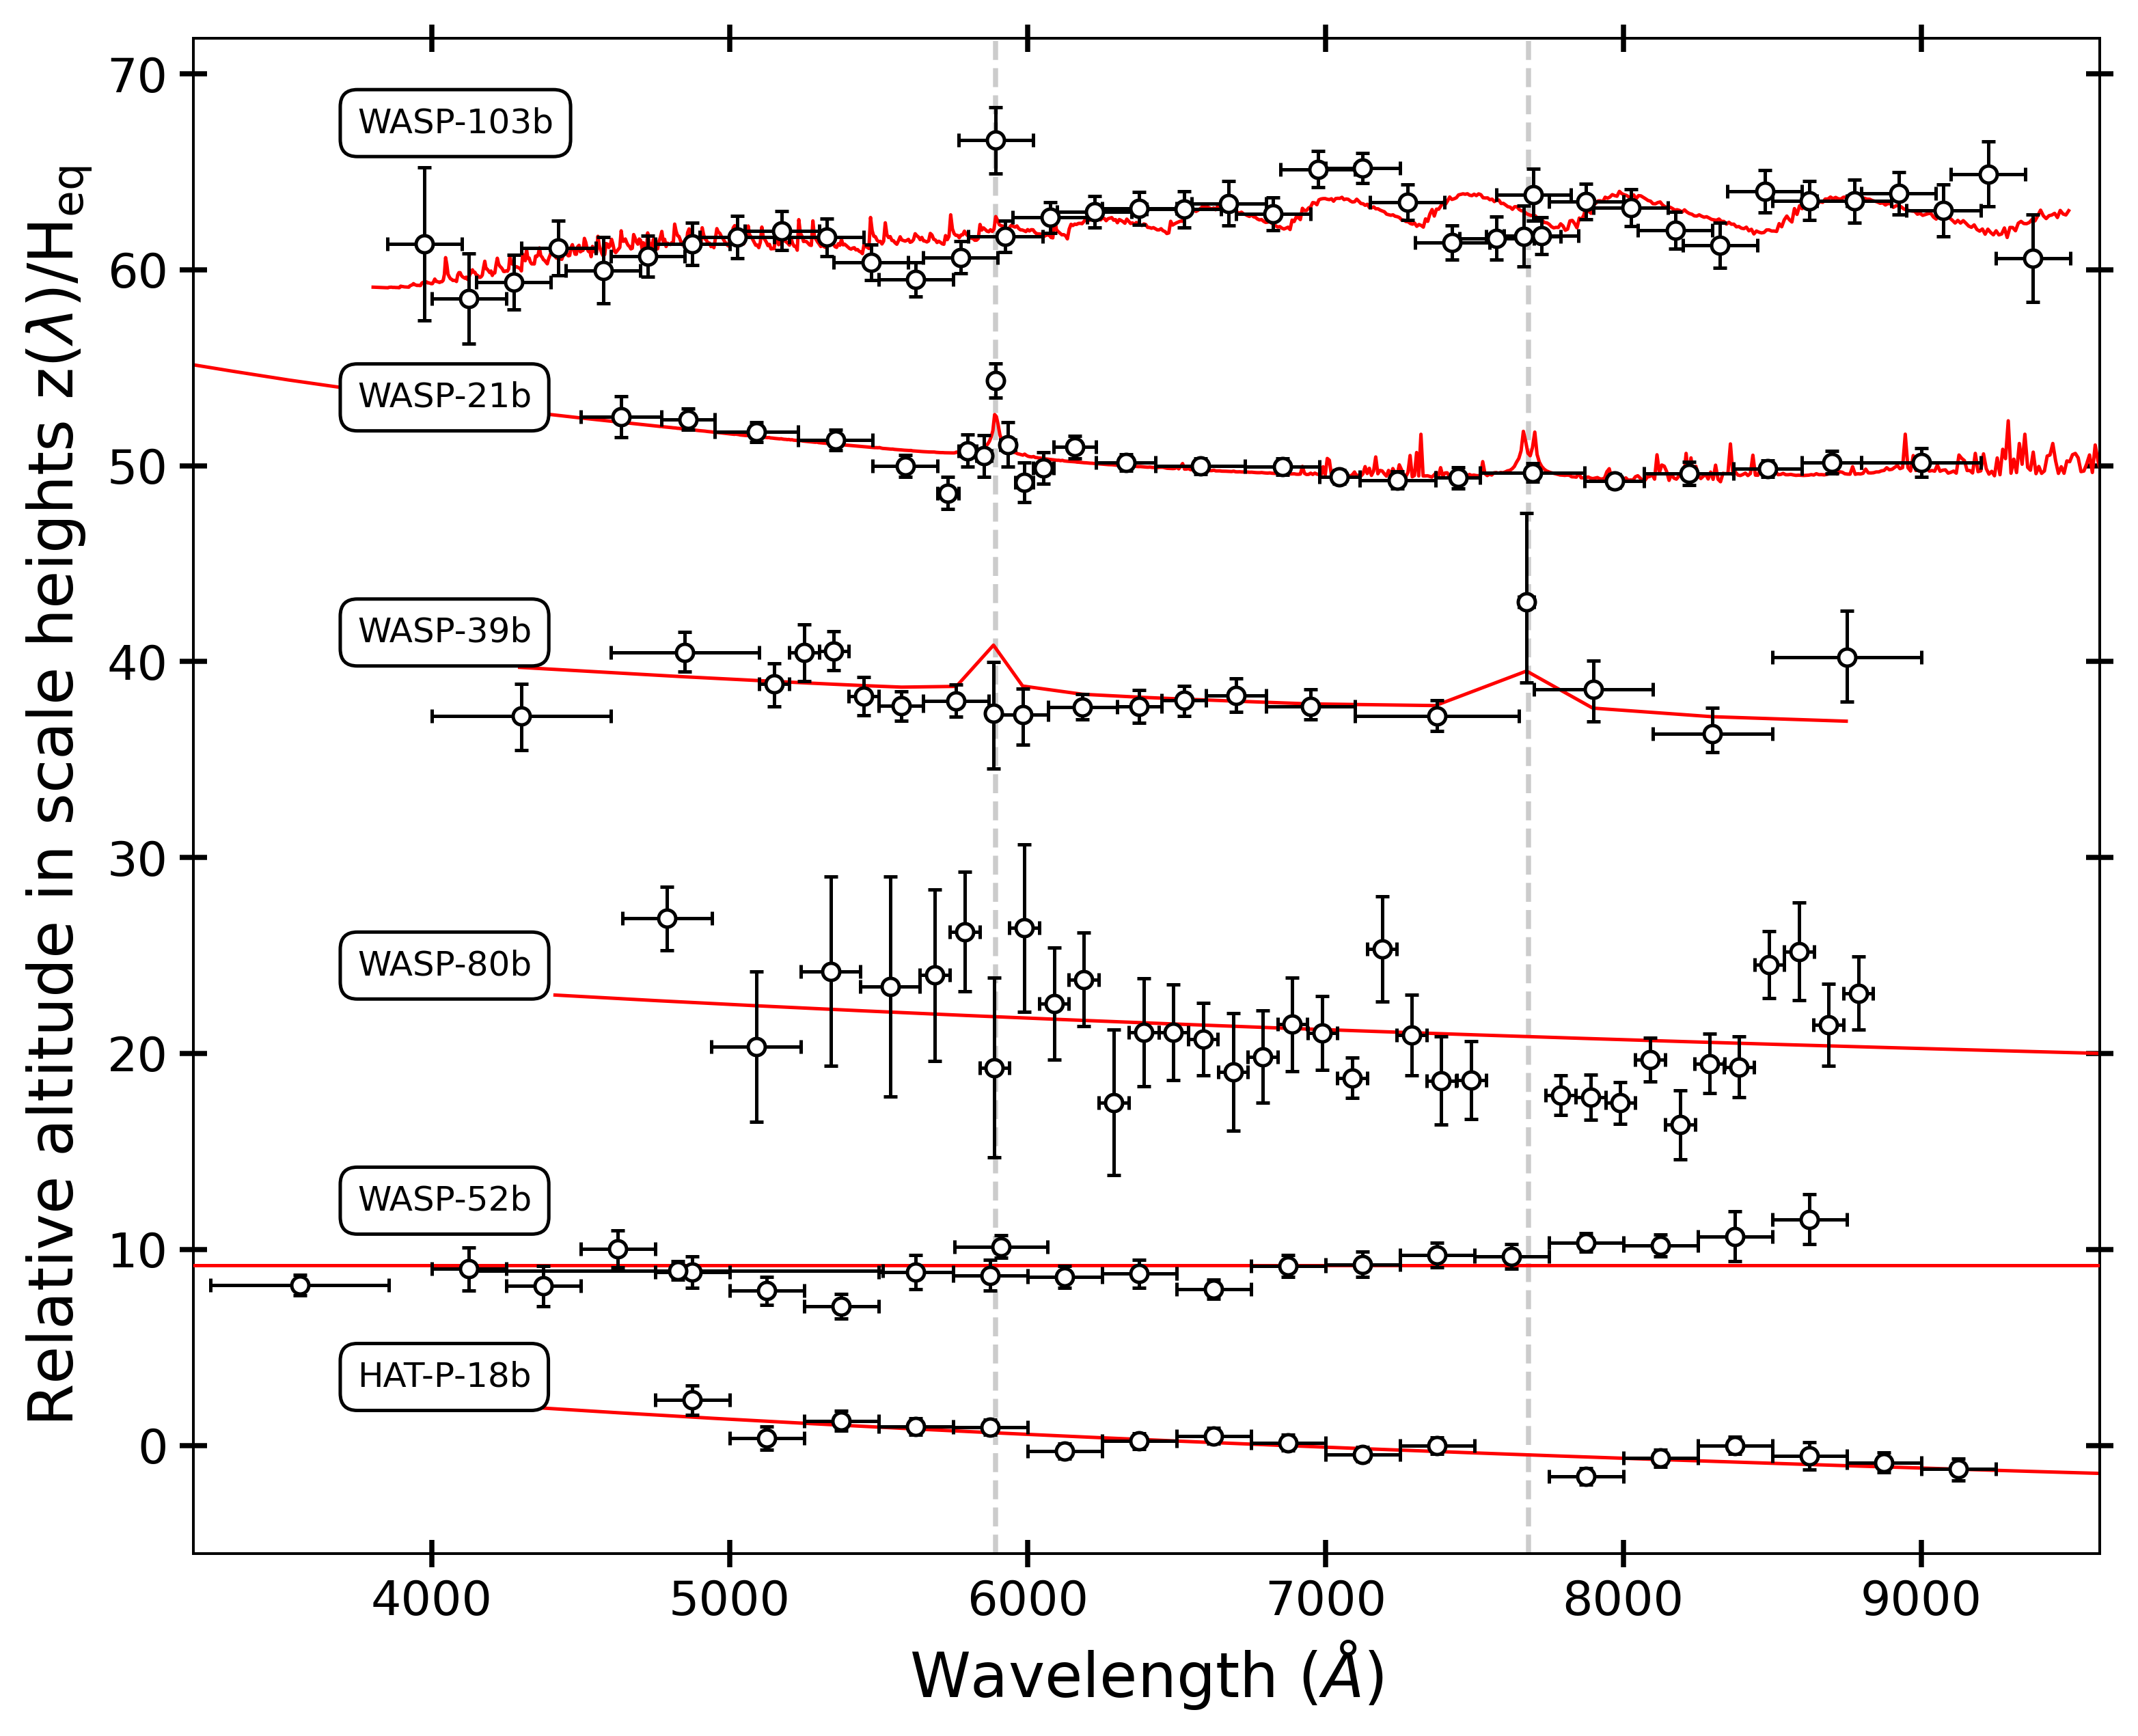 70
WASP-103b
60
WASP-21b
50
WASP-39b
40
30
WASP-80b
20
WASP-52b
10
HAT-P-18b
0
Relative altitude in scale heights z(λ)/Heq
4000 5000 6000 7000 8000 9000
Wavelength (Å)